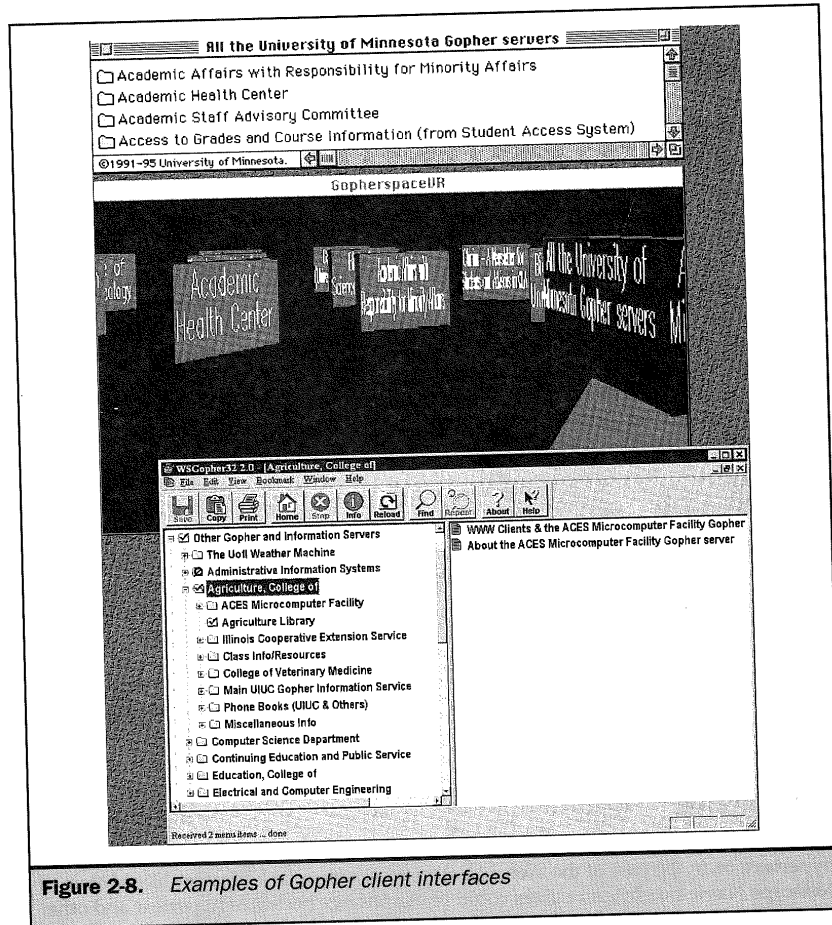 All the University of Minnesota Gopher servers
Academic Affairs with Responsibility for Minority Affairs
Academic Health Center
Academic Staff Advisory Committee
Access to Grades and Course Information (from Student Access System)
©1991-95 University of Minnesota.
GopherspaceVR
of
ology
Academic
Health Center
Responsibility for Minority Affairs
All the University of
Minnesota Gopher servers
A
Mi
WSGopher32 2.0 - [Agriculture, College of]
File Edit View Bookmark Window Help
Save Copy Print Home Stop Info Reload Find Repeat About Help
Other Gopher and Information Servers
The UofI Weather Machine
Administrative Information Systems
Agriculture, College of
ACES Microcomputer Facility
Agriculture Library
Illinois Cooperative Extension Service
Class Info/Resources
College of Veterinary Medicine
Main UIUC Gopher Information Service
Phone Books (UIUC & Others)
Miscellaneous Info
Computer Science Department
Continuing Education and Public Service
Education, College of
Electrical and Computer Engineering
WWW Clients & the ACES Microcomputer Facility Gopher
About the ACES Microcomputer Facility Gopher server
Received 2 menu items ... done
Figure 2-8. Examples of Gopher client interfaces